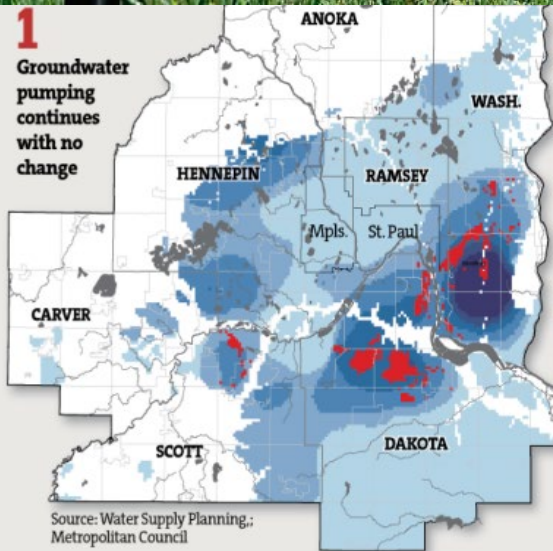 1
Groundwater
pumping
continues
with no
change
ANOKA
WASH.
HENNEPIN
RAMSEY
Mpls.
St. Paul
CARVER
SCOTT
DAKOTA
Source: Water Supply Planning,;
Metropolitan Council